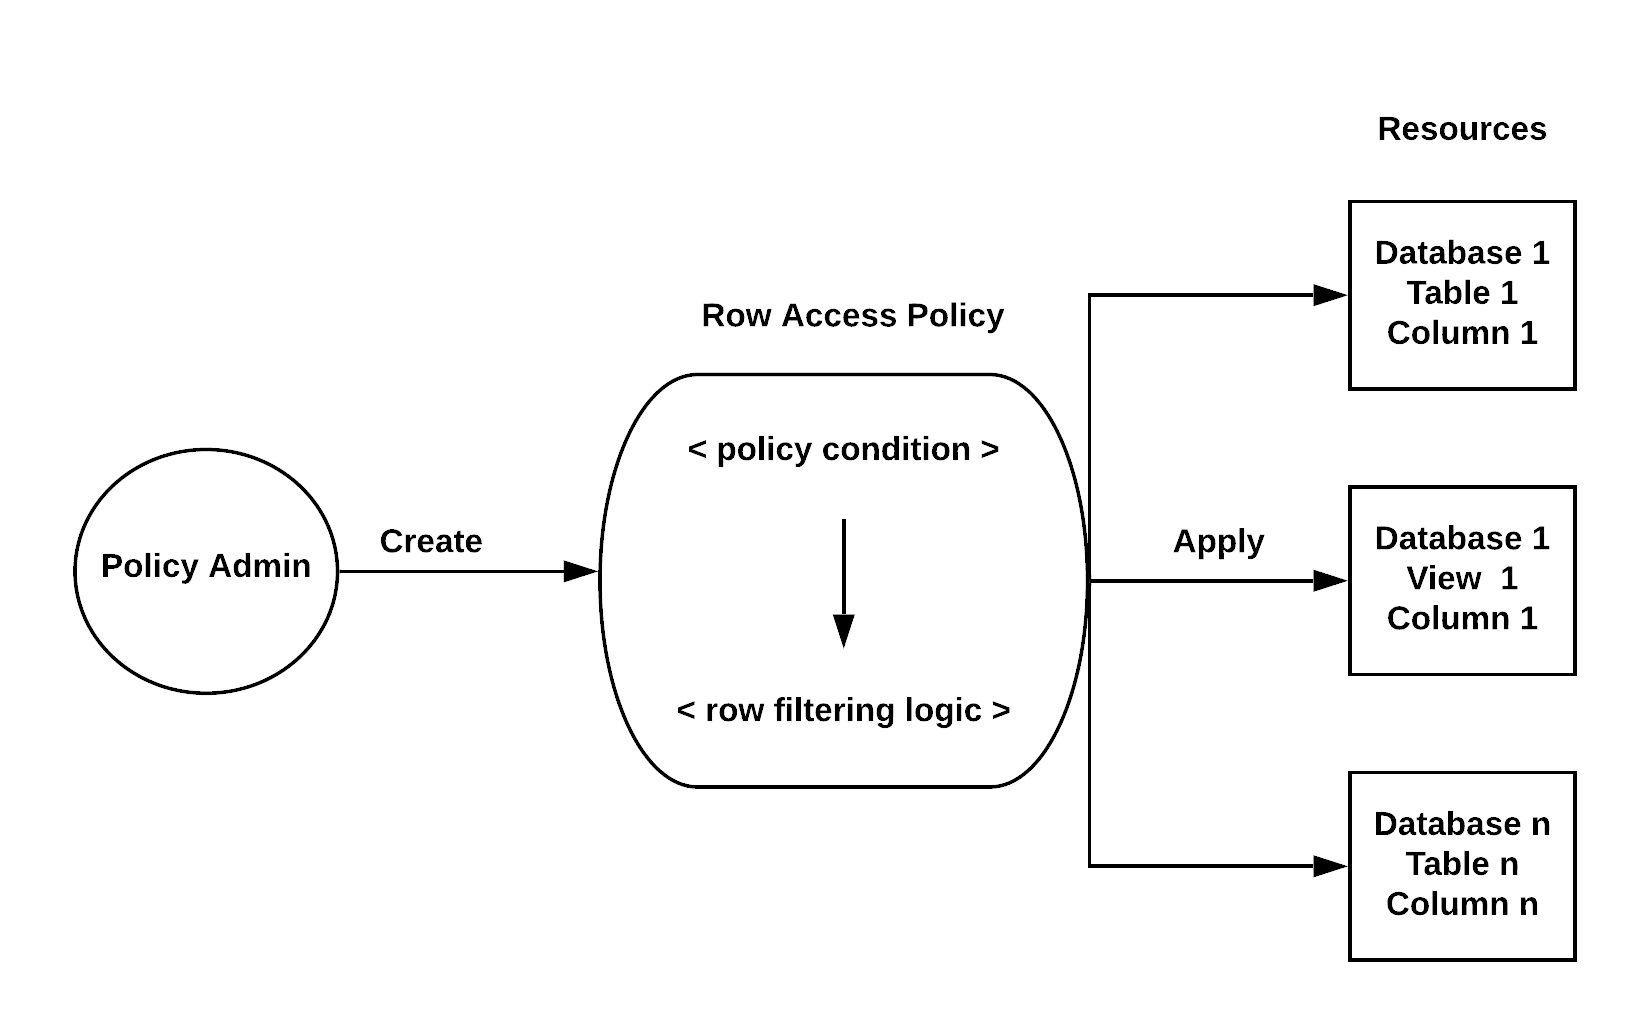 Resources
Database 1
Table 1
Column 1
Row Access Policy
< policy condition >
Policy Admin
Create
Apply
Database 1
View  1
Column 1
< row filtering logic >
Database n
Table n
Column n